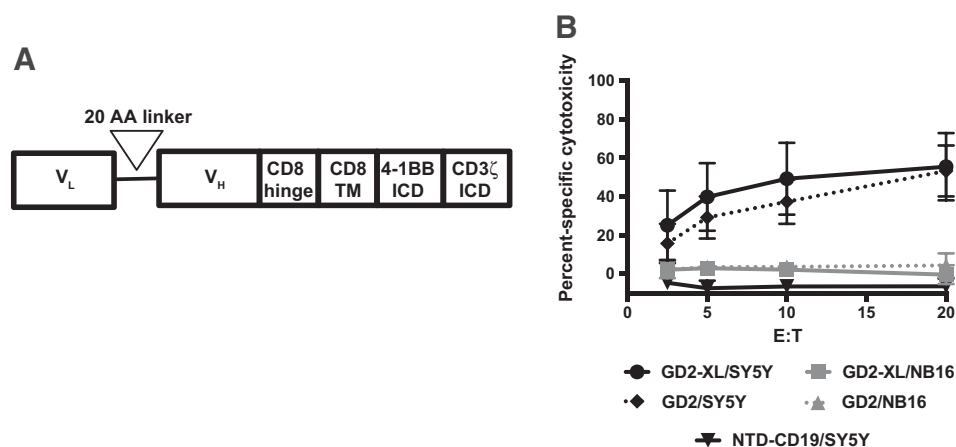 A
20 AA linker
V_L
V_H
CD8 hinge
CD8 TM
4-1BB ICD
CD3ζ ICD
B
Percent-specific cytotoxicity
100
80
60
40
20
0
0 5 10 15 20
E:T
GD2-XL/SY5Y
GD2-XL/NB16
GD2/SY5Y
GD2/NB16
NTD-CD19/SY5Y